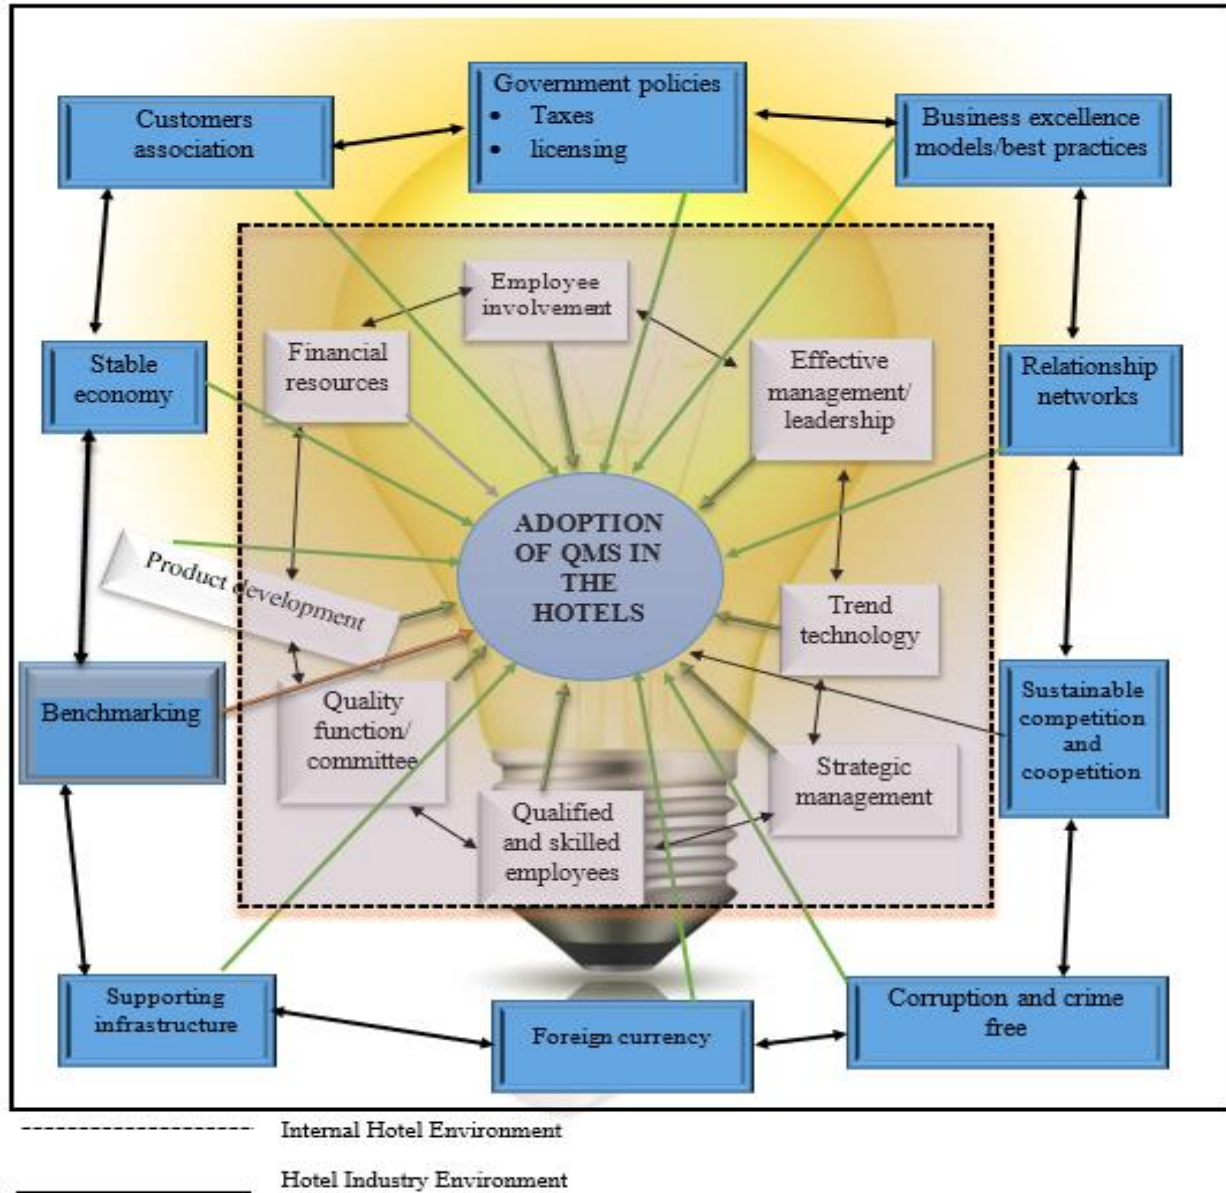 Government policies
• Taxes
• licensing
Customers
association
Business excellence
models/best practices
Employee
involvement
Financial
resources
Effective
management/
leadership
Stable
economy
Relationship
networks
ADOPTION
OF QMS IN
THE
HOTELS
Product development
Trend
technology
Benchmarking
Quality
function/
committee
Sustainable
competition
and
coopetition
Strategic
management
Qualified
and skilled
employees
Supporting
infrastructure
Foreign currency
Corruption and crime
free
Internal Hotel Environment
Hotel Industry Environment